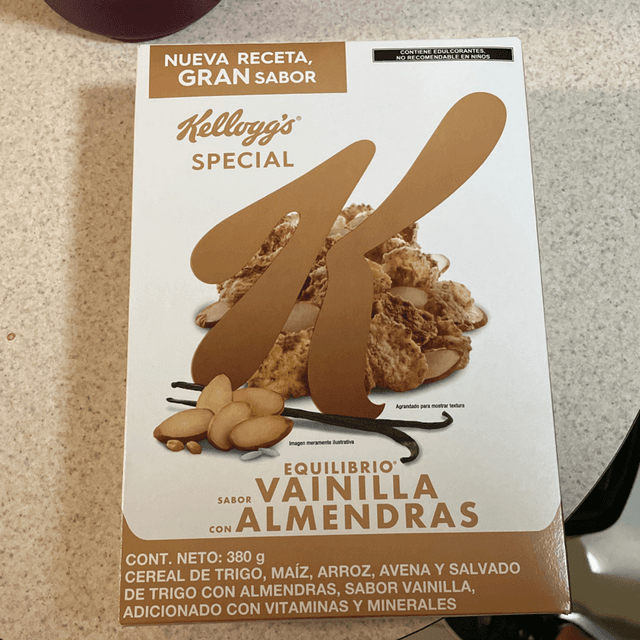 NUEVA RECETA,
GRAN SABOR
CONTIENE EDULCORANTES,
NO RECOMENDABLE EN NIÑOS
Kellogg's®
SPECIAL
K
Agrandado para mostrar textura
Imagen meramente ilustrativa
EQUILIBRIO*
SABOR VAINILLA
CON ALMENDRAS
CONT. NETO: 380 g
CEREAL DE TRIGO, MAÍZ, ARROZ, AVENA Y SALVADO
DE TRIGO CON ALMENDRAS, SABOR VAINILLA,
ADICIONADO CON VITAMINAS Y MINERALES